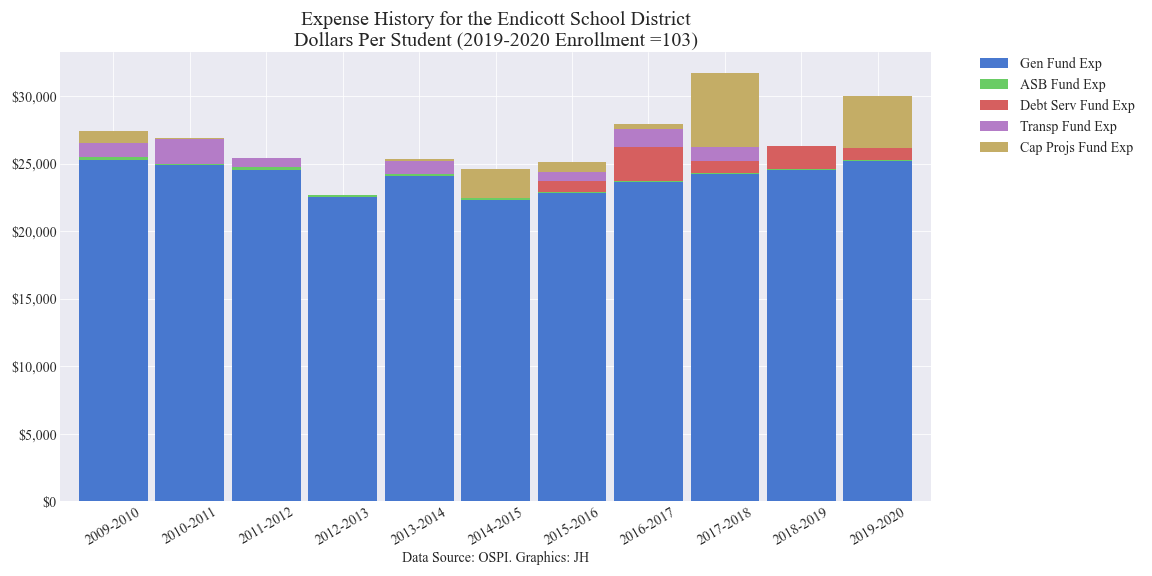 Expense History for the Endicott School District
Dollars Per Student (2019-2020 Enrollment =103)
Gen Fund Exp
ASB Fund Exp
Debt Serv Fund Exp
Transp Fund Exp
Cap Projs Fund Exp
$30,000
$25,000
$20,000
$15,000
$10,000
$5,000
$0
2009-2010
2010-2011
2011-2012
2012-2013
2013-2014
2014-2015
2015-2016
2016-2017
2017-2018
2018-2019
2019-2020
Data Source: OSPI. Graphics: JH